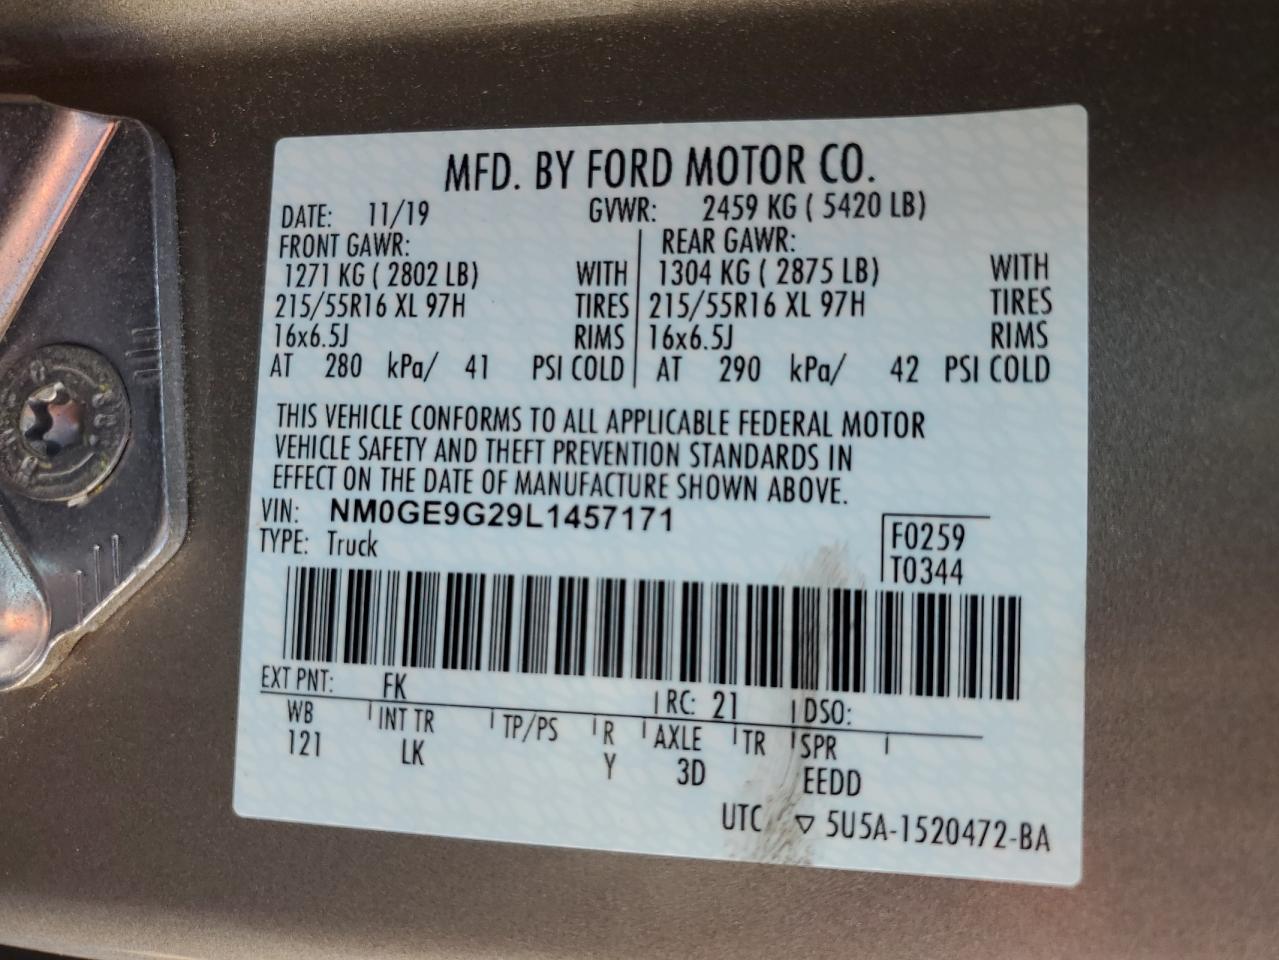 MFD. BY FORD MOTOR CO.
DATE: 11/19 GVWR: 2459 KG ( 5420 LB)
FRONT GAWR: REAR GAWR:
1271 KG ( 2802 LB) WITH 1304 KG ( 2875 LB) WITH
215/55R16 XL 97H TIRES 215/55R16 XL 97H TIRES
16x6.5J RIMS 16x6.5J RIMS
AT 280 kPa/ 41 PSI COLD AT 290 kPa/ 42 PSI COLD
THIS VEHICLE CONFORMS TO ALL APPLICABLE FEDERAL MOTOR
VEHICLE SAFETY AND THEFT PREVENTION STANDARDS IN
EFFECT ON THE DATE OF MANUFACTURE SHOWN ABOVE.
VIN: NM0GE9G29L1457171 F0259
TYPE: Truck T0344
EXT PNT: FK RC: 21 DSO:
WB INT TR TP/PS R AXLE TR SPR
121 LK Y 3D EEDD
UTC ▽ 5U5A-1520472-BA